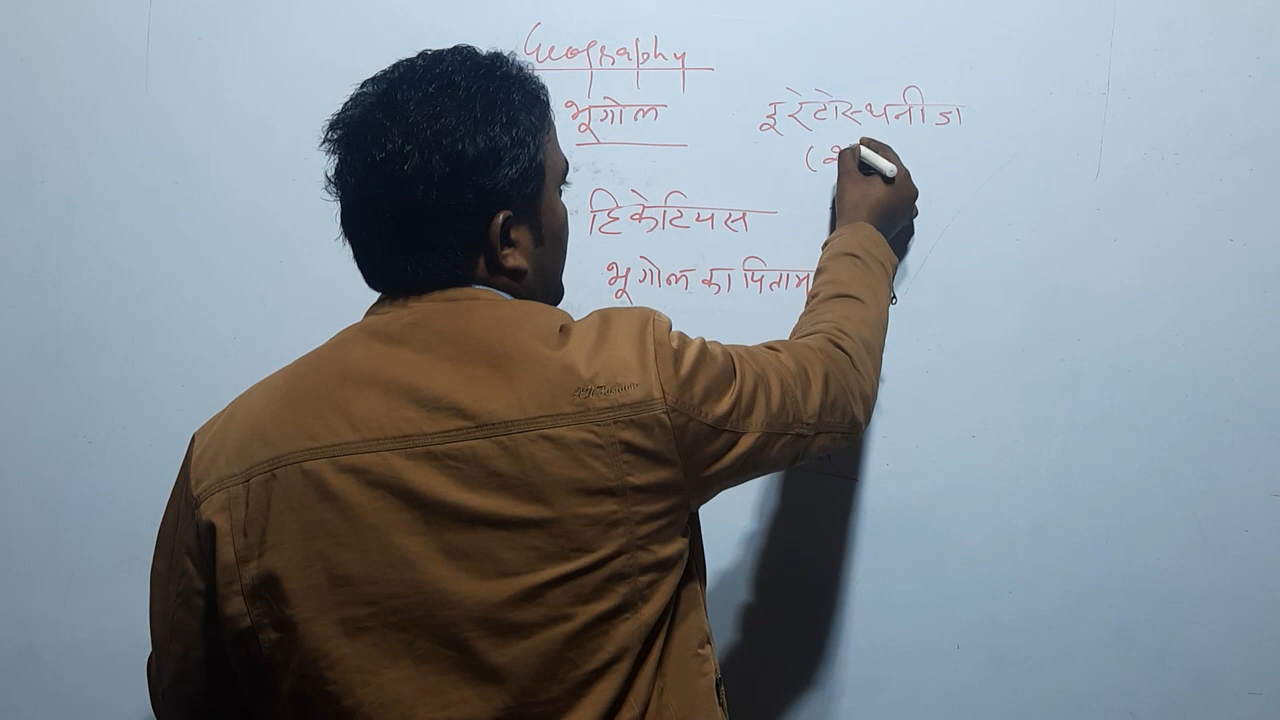 Geography
भूगोल
इरेटोस्थनीज
हिकेटियस
भूगोल का पिताम